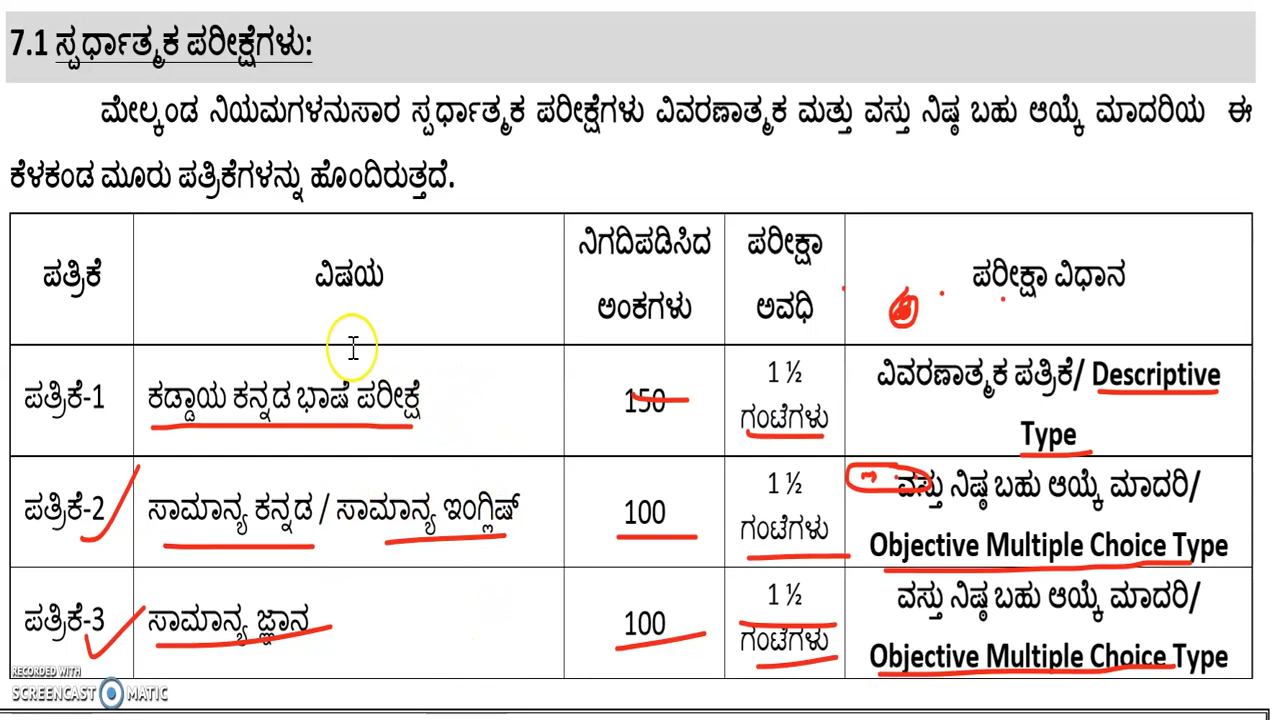 7.1 ಸ್ಪರ್ಧಾತ್ಮಕ ಪರೀಕ್ಷೆಗಳು:
ಮೇಲ್ಕಂಡ ನಿಯಮಗಳನುಸಾರ ಸ್ಪರ್ಧಾತ್ಮಕ ಪರೀಕ್ಷೆಗಳು ವಿವರಣಾತ್ಮಕ ಮತ್ತು ವಸ್ತು ನಿಷ್ಠ ಬಹು ಆಯ್ಕೆ ಮಾದರಿಯ ಈ
ಕೆಳಕಂಡ ಮೂರು ಪತ್ರಿಕೆಗಳನ್ನು ಹೊಂದಿರುತ್ತದೆ.
ಪತ್ರಿಕೆ
ವಿಷಯ
ನಿಗದಿಪಡಿಸಿದ
ಅಂಕಗಳು
ಪರೀಕ್ಷಾ
ಅವಧಿ
ಪರೀಕ್ಷಾ ವಿಧಾನ
ಪತ್ರಿಕೆ-1
ಕಡ್ಡಾಯ ಕನ್ನಡ ಭಾಷೆ ಪರೀಕ್ಷೆ
150
1 ½
ಗಂಟೆಗಳು
ವಿವರಣಾತ್ಮಕ ಪತ್ರಿಕೆ/ Descriptive
Type
ಪತ್ರಿಕೆ-2
ಸಾಮಾನ್ಯ ಕನ್ನಡ / ಸಾಮಾನ್ಯ ಇಂಗ್ಲಿಷ್
100
1 ½
ಗಂಟೆಗಳು
ವಸ್ತು ನಿಷ್ಠ ಬಹು ಆಯ್ಕೆ ಮಾದರಿ/
Objective Multiple Choice Type
ಪತ್ರಿಕೆ-3
ಸಾಮಾನ್ಯ ಜ್ಞಾನ
100
1 ½
ಗಂಟೆಗಳು
ವಸ್ತು ನಿಷ್ಠ ಬಹು ಆಯ್ಕೆ ಮಾದರಿ/
Objective Multiple Choice Type
RECORDED WITH
SCREENCAST MATIC